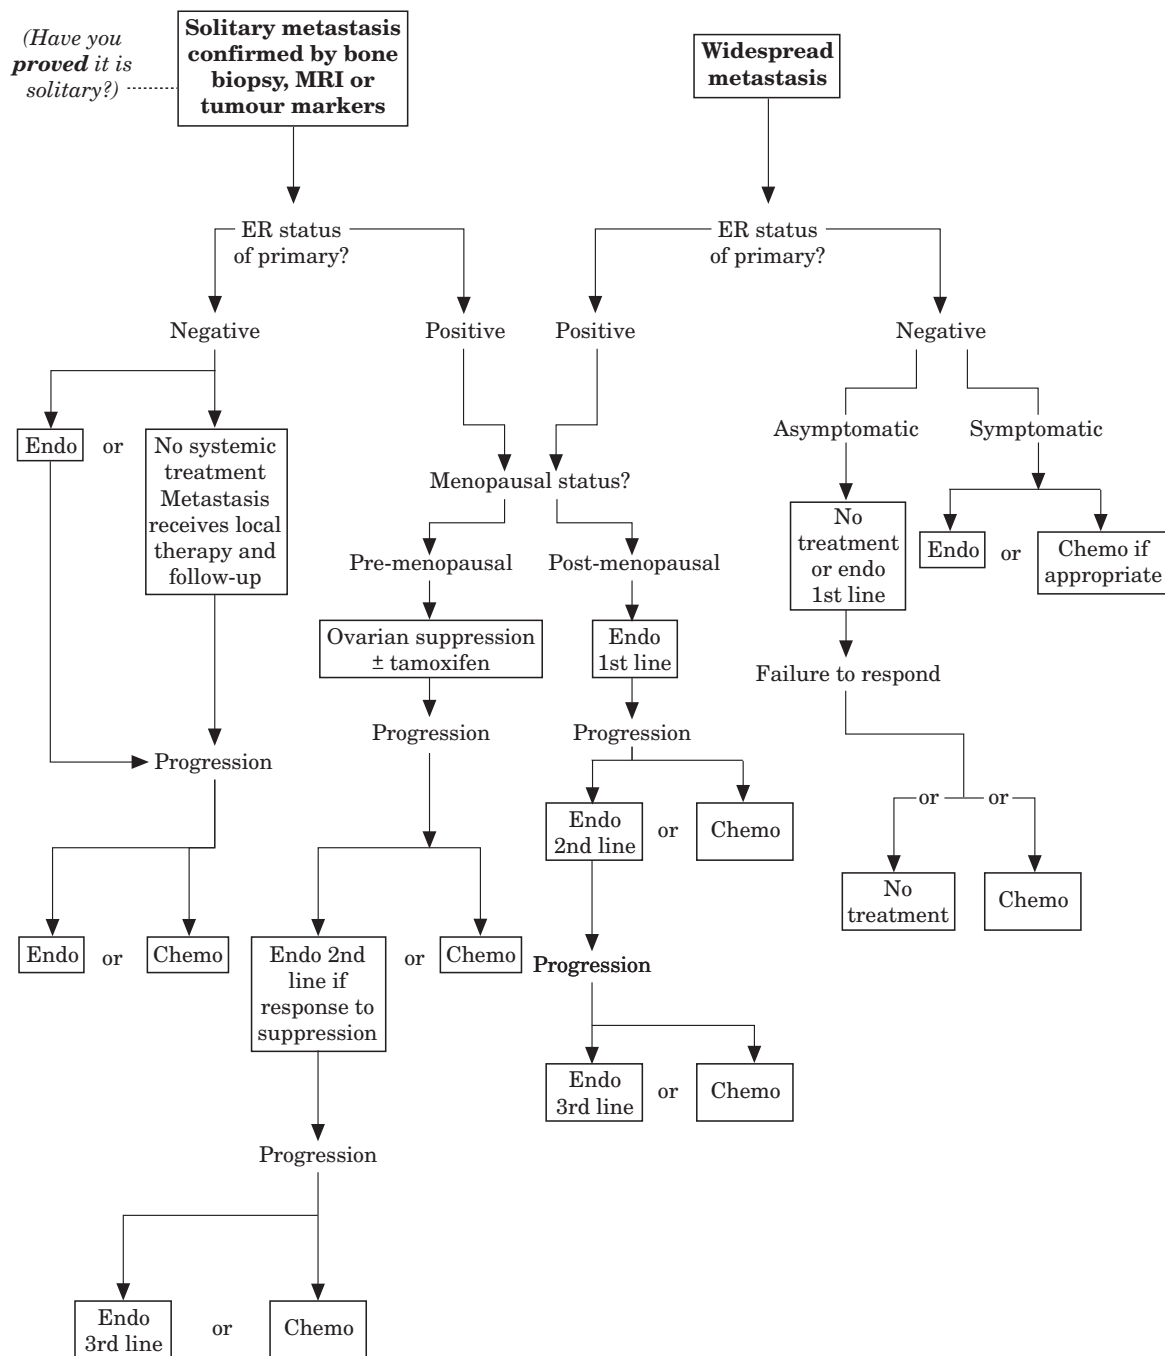 (Have you
proved it is
solitary?)
Solitary metastasis
confirmed by bone
biopsy, MRI or
tumour markers
Widespread
metastasis
ER status
of primary?
ER status
of primary?
Negative
Positive
Positive
Negative
Endo
or
No systemic
treatment
Metastasis
receives local
therapy and
follow-up
Menopausal status?
Asymptomatic
Symptomatic
Pre-menopausal
Post-menopausal
No
treatment
or endo
1st line
Endo
or
Chemo if
appropriate
Ovarian suppression
± tamoxifen
Endo
1st line
Failure to respond
Progression
Progression
Progression
Endo
2nd line
or
Chemo
or
or
No
treatment
Chemo
Endo
or
Chemo
Endo 2nd
line if
response to
suppression
or
Chemo
Progression
Endo
3rd line
or
Chemo
Progression
Endo
3rd line
or
Chemo